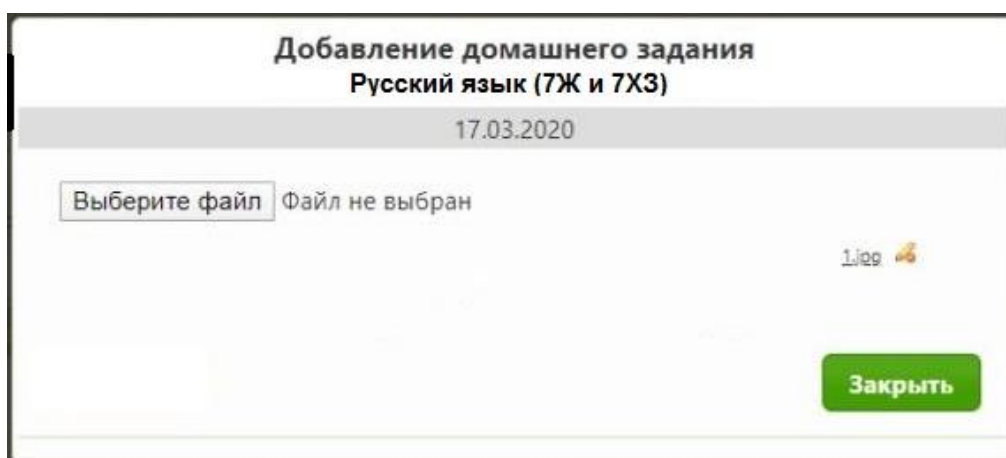 Добавление домашнего задания
Русский язык (7Ж и 7ХЗ)
17.03.2020
Выберите файл Файл не выбран
1.jpg
Закрыть